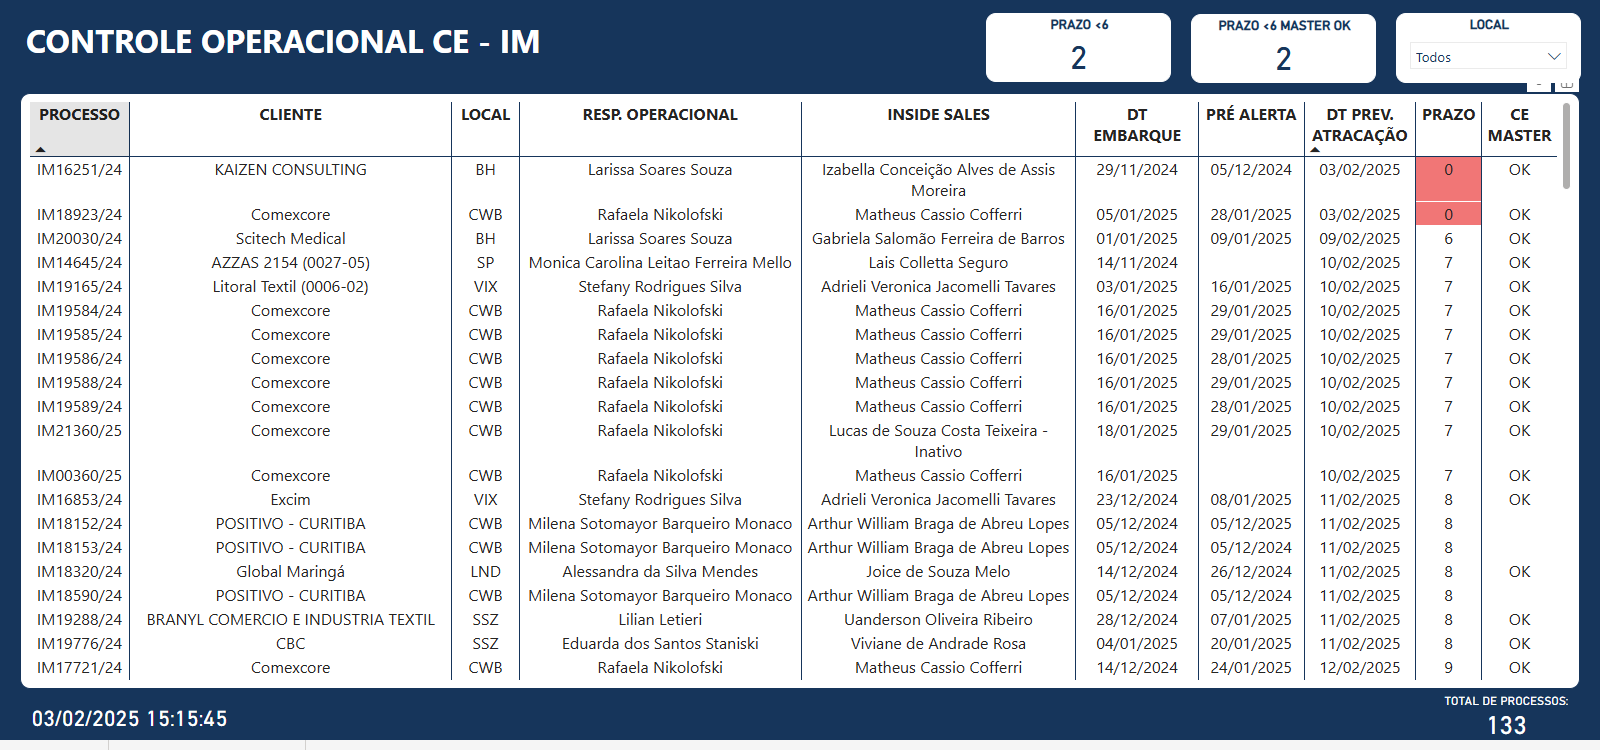 CONTROLE OPERACIONAL CE - IM
PRAZO <6
2
PRAZO <6 MASTER OK
2
LOCAL
Todos
PROCESSO CLIENTE LOCAL RESP. OPERACIONAL INSIDE SALES DT EMBARQUE PRÉ ALERTA DT PREV. ATRACAÇÃO PRAZO CE MASTER
IM16251/24 KAIZEN CONSULTING BH Larissa Soares Souza Izabella Conceição Alves de Assis Moreira 29/11/2024 05/12/2024 03/02/2025 0 OK
IM18923/24 Comexcore CWB Rafaela Nikolofski Matheus Cassio Cofferri 05/01/2025 28/01/2025 03/02/2025 0 OK
IM20030/24 Scitech Medical BH Larissa Soares Souza Gabriela Salomão Ferreira de Barros 01/01/2025 09/01/2025 09/02/2025 6 OK
IM14645/24 AZZAS 2154 (0027-05) SP Monica Carolina Leitao Ferreira Mello Lais Colletta Seguro 14/11/2024 10/02/2025 7 OK
IM19165/24 Litoral Textil (0006-02) VIX Stefany Rodrigues Silva Adrieli Veronica Jacomelli Tavares 03/01/2025 16/01/2025 10/02/2025 7 OK
IM19584/24 Comexcore CWB Rafaela Nikolofski Matheus Cassio Cofferri 16/01/2025 29/01/2025 10/02/2025 7 OK
IM19585/24 Comexcore CWB Rafaela Nikolofski Matheus Cassio Cofferri 16/01/2025 29/01/2025 10/02/2025 7 OK
IM19586/24 Comexcore CWB Rafaela Nikolofski Matheus Cassio Cofferri 16/01/2025 28/01/2025 10/02/2025 7 OK
IM19588/24 Comexcore CWB Rafaela Nikolofski Matheus Cassio Cofferri 16/01/2025 29/01/2025 10/02/2025 7 OK
IM19589/24 Comexcore CWB Rafaela Nikolofski Matheus Cassio Cofferri 16/01/2025 28/01/2025 10/02/2025 7 OK
IM21360/25 Comexcore CWB Rafaela Nikolofski Lucas de Souza Costa Teixeira - Inativo 18/01/2025 29/01/2025 10/02/2025 7 OK
IM00360/25 Comexcore CWB Rafaela Nikolofski Matheus Cassio Cofferri 16/01/2025 10/02/2025 7 OK
IM16853/24 Excim VIX Stefany Rodrigues Silva Adrieli Veronica Jacomelli Tavares 23/12/2024 08/01/2025 11/02/2025 8 OK
IM18152/24 POSITIVO - CURITIBA CWB Milena Sotomayor Barqueiro Monaco Arthur William Braga de Abreu Lopes 05/12/2024 05/12/2025 11/02/2025 8
IM18153/24 POSITIVO - CURITIBA CWB Milena Sotomayor Barqueiro Monaco Arthur William Braga de Abreu Lopes 05/12/2024 05/12/2024 11/02/2025 8
IM18320/24 Global Maringá LND Alessandra da Silva Mendes Joice de Souza Melo 14/12/2024 26/12/2024 11/02/2025 8 OK
IM18590/24 POSITIVO - CURITIBA CWB Milena Sotomayor Barqueiro Monaco Arthur William Braga de Abreu Lopes 05/12/2024 05/12/2024 11/02/2025 8
IM19288/24 BRANYL COMERCIO E INDUSTRIA TEXTIL SSZ Lilian Letieri Uanderson Oliveira Ribeiro 28/12/2024 07/01/2025 11/02/2025 8 OK
IM19776/24 CBC SSZ Eduarda dos Santos Staniski Viviane de Andrade Rosa 04/01/2025 20/01/2025 11/02/2025 8 OK
IM17721/24 Comexcore CWB Rafaela Nikolofski Matheus Cassio Cofferri 14/12/2024 24/01/2025 12/02/2025 9 OK
03/02/2025 15:15:45
TOTAL DE PROCESSOS:
133